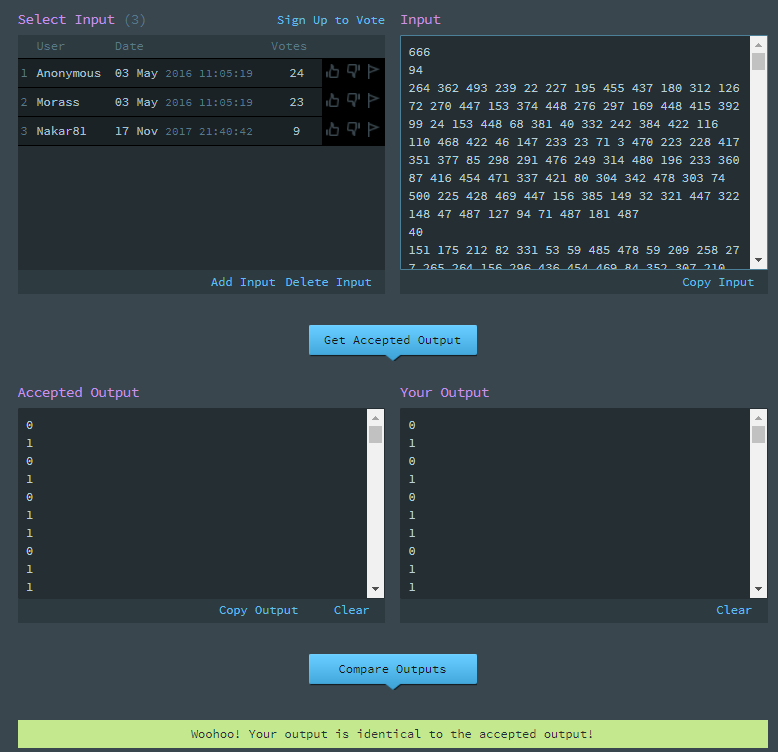 Select Input (3) Sign Up to Vote
User Date Votes
1 Anonymous 03 May 2016 11:05:19 24
2 Morass 03 May 2016 11:05:19 23
3 Nakar8l 17 Nov 2017 21:40:42 9
Add Input Delete Input
Input
666
94
264 362 493 239 22 227 195 455 437 180 312 126
72 270 447 153 374 448 276 297 169 448 415 392
99 24 153 448 68 381 40 332 242 384 422 116
110 468 422 46 147 233 23 71 3 470 223 228 417
351 377 85 298 291 476 249 314 480 196 233 360
87 416 454 471 337 421 80 304 342 478 303 74
500 225 428 469 447 156 385 149 32 321 447 322
148 47 487 127 94 71 487 181 487
40
151 175 212 82 331 53 59 485 478 59 209 258 27
7 265 264 156 296 436 454 469 84 352 307 210
Copy Input
Get Accepted Output
Accepted Output
0
1
0
1
0
1
1
0
1
1
Copy Output Clear
Your Output
0
1
0
1
0
1
1
0
1
1
Clear
Compare Outputs
Woohoo! Your output is identical to the accepted output!